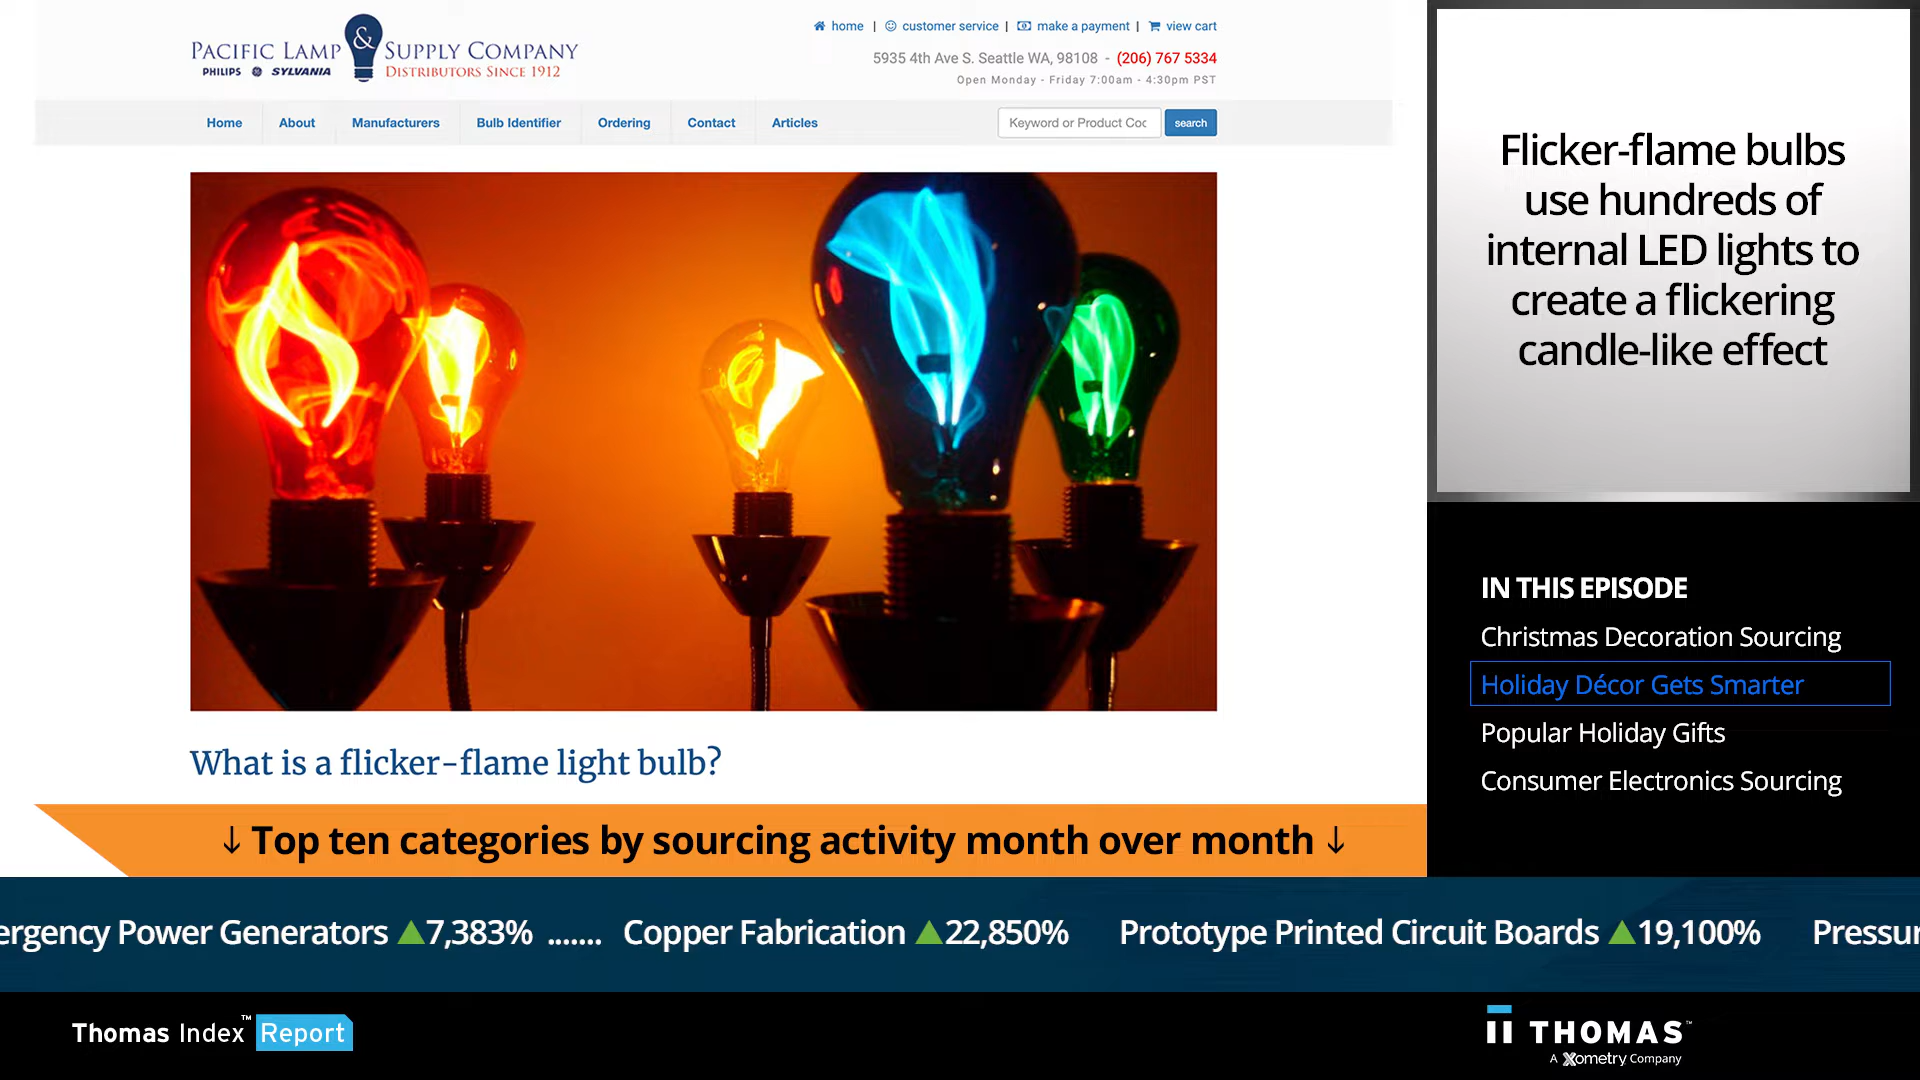 PACIFIC LAMP & SUPPLY COMPANY
PHILIPS GE SYLVANIA DISTRIBUTORS SINCE 1912
home | customer service | make a payment | view cart
5935 4th Ave S. Seattle WA, 98108 - (206) 767 5334
Open Monday - Friday 7:00am - 4:30pm PST
Home About Manufacturers Bulb Identifier Ordering Contact Articles
Keyword or Product Coc search
What is a flicker-flame light bulb?
Flicker-flame bulbs
use hundreds of
internal LED lights to
create a flickering
candle-like effect
IN THIS EPISODE
Christmas Decoration Sourcing
Holiday Décor Gets Smarter
Popular Holiday Gifts
Consumer Electronics Sourcing
↓ Top ten categories by sourcing activity month over month ↓
ergency Power Generators ▲7,383% ....... Copper Fabrication ▲22,850% Prototype Printed Circuit Boards ▲19,100% Pressur
Thomas Index™ Report
THOMAS™
A Xometry Company